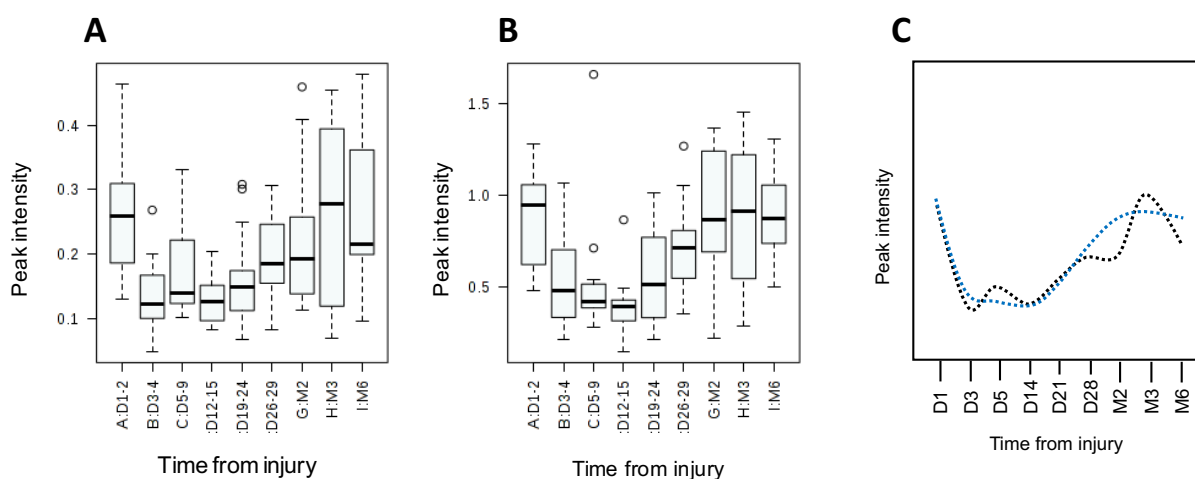 A
Peak intensity
0.4
0.3
0.2
0.1
A:D1-2
B:D3-4
C:D5-9
:D12-15
:D19-24
:D26-29
G:M2
H:M3
I:M6
Time from injury
B
Peak intensity
1.5
1.0
0.5
A:D1-2
B:D3-4
C:D5-9
:D12-15
:D19-24
:D26-29
G:M2
H:M3
I:M6
Time from injury
C
Peak intensity
D1
D3
D5
D14
D21
D28
M2
M3
M6
Time from injury